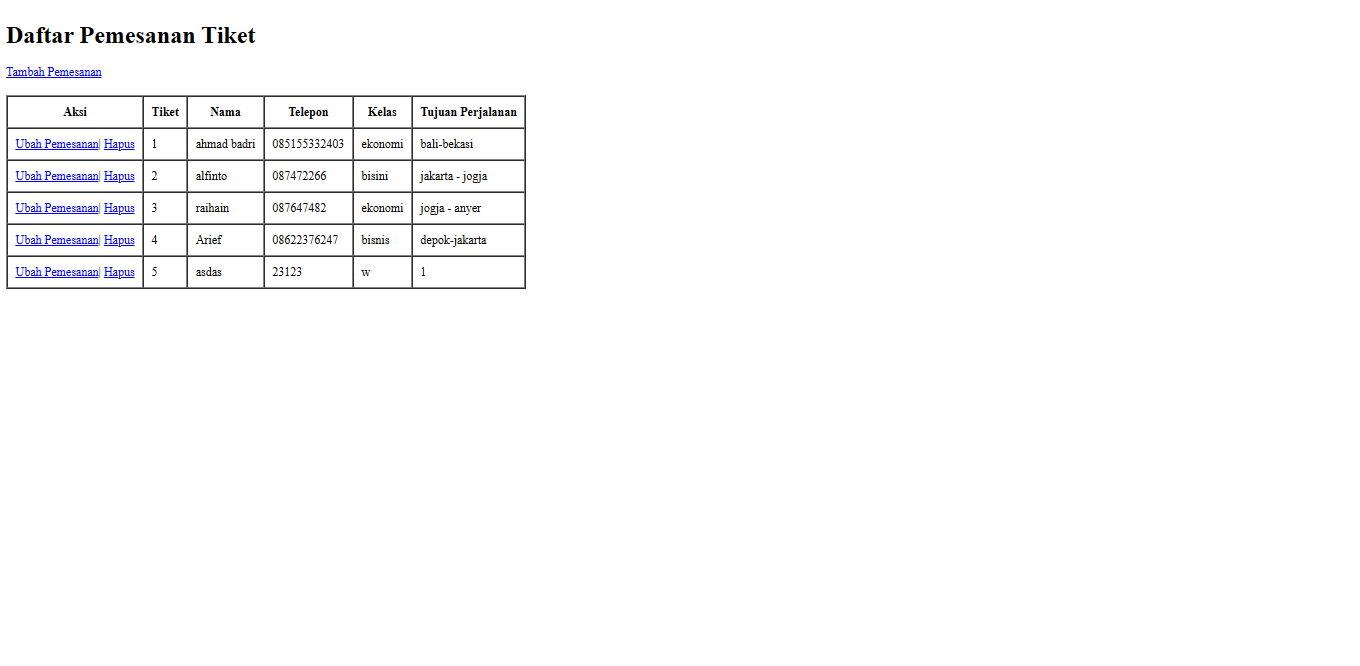 Daftar Pemesanan Tiket
Tambah Pemesanan
Aksi Tiket Nama Telepon Kelas Tujuan Perjalanan
Ubah Pemesanan| Hapus 1 ahmad badri 085155332403 ekonomi bali-bekasi
Ubah Pemesanan| Hapus 2 alfinto 087472266 bisini jakarta - jogja
Ubah Pemesanan| Hapus 3 raihain 087647482 ekonomi jogja - anyer
Ubah Pemesanan| Hapus 4 Arief 08622376247 bisnis depok-jakarta
Ubah Pemesanan| Hapus 5 asdas 23123 w 1